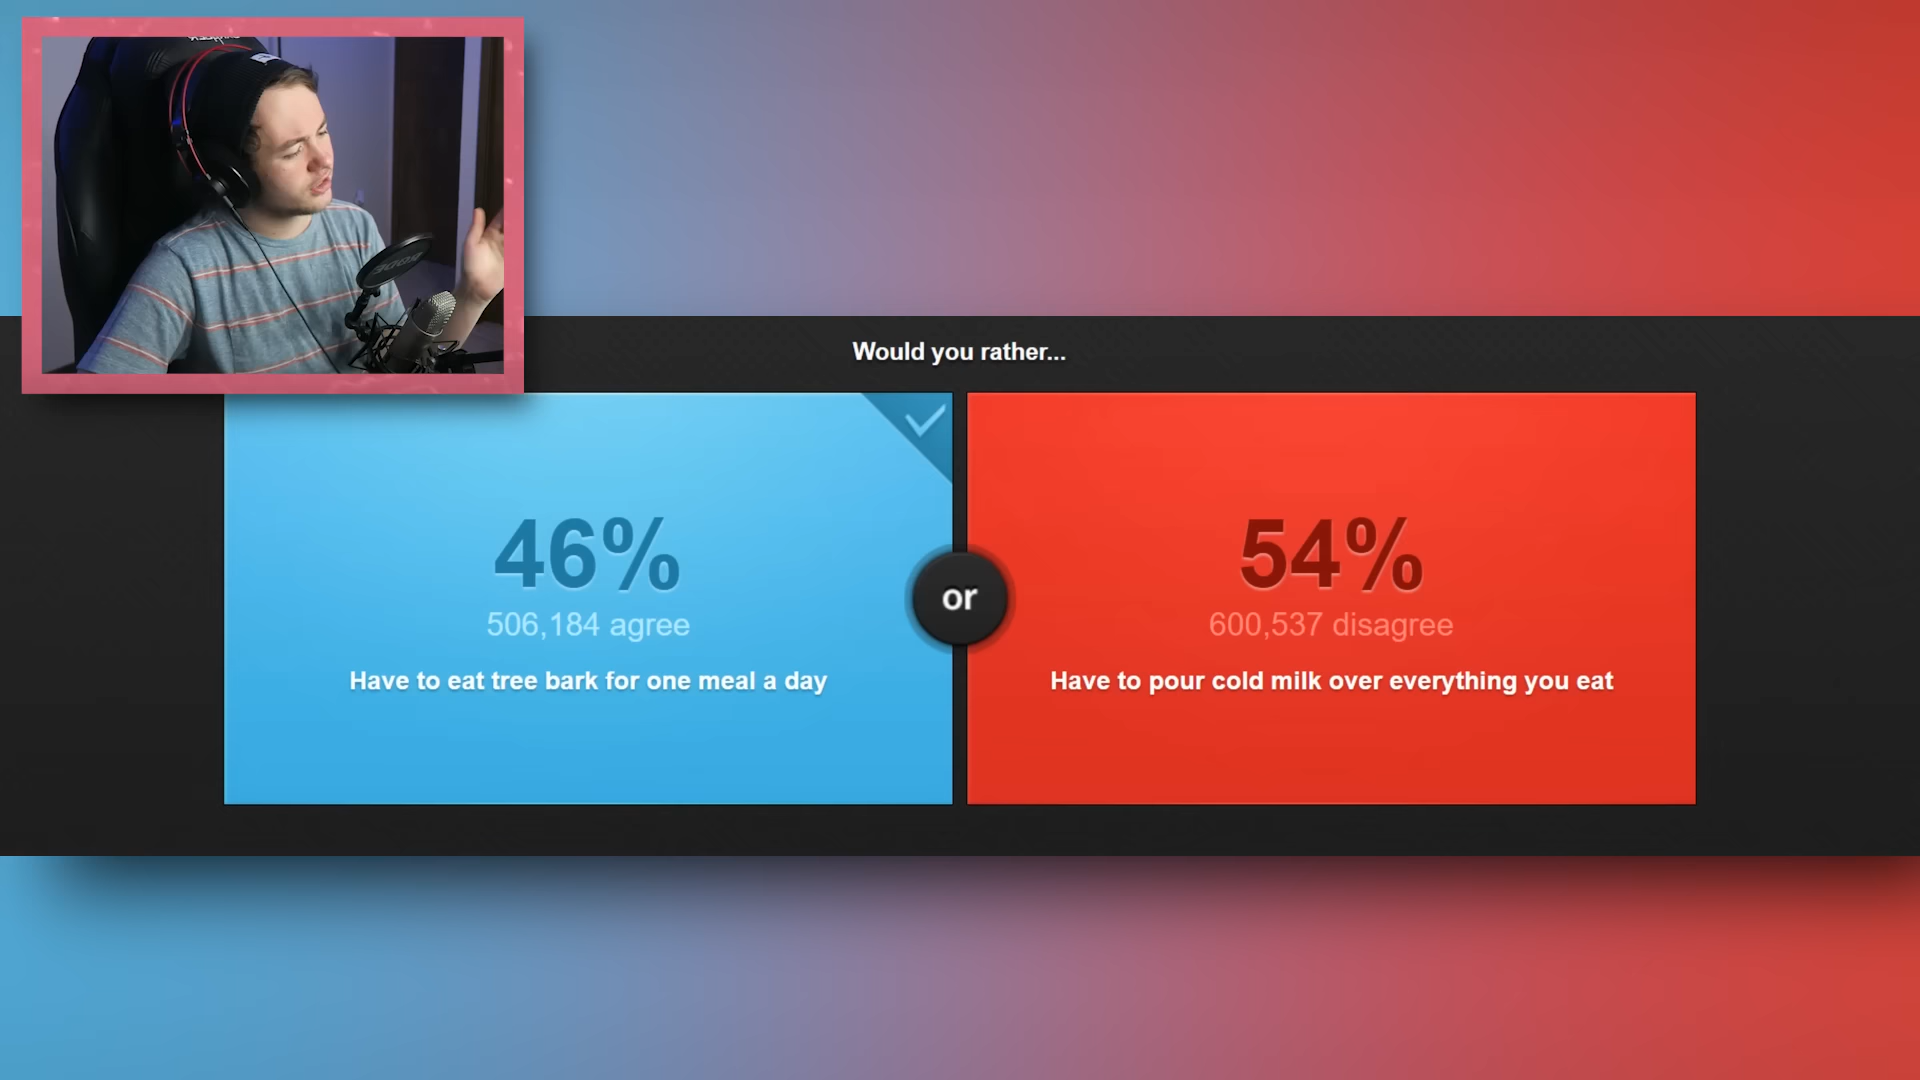 RODE
Would you rather...
46%
506,184 agree
Have to eat tree bark for one meal a day
or
54%
600,537 disagree
Have to pour cold milk over everything you eat